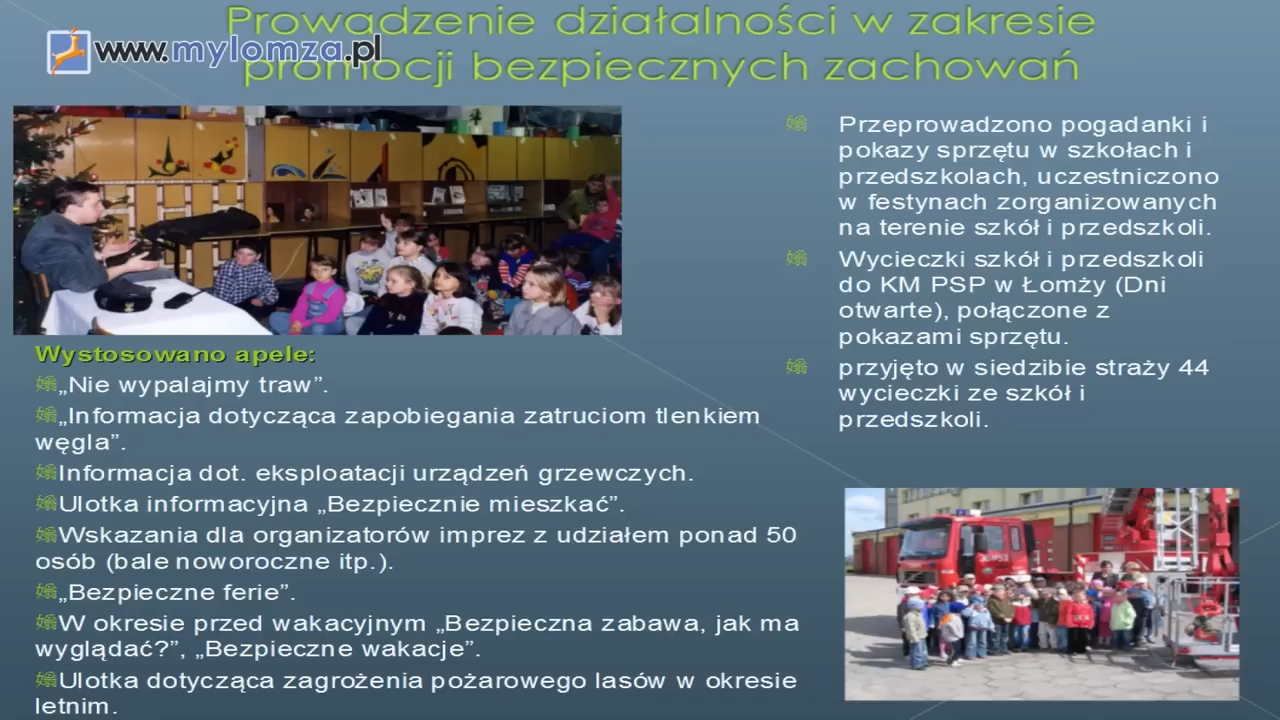 Prowadzenie działalności w zakresie
promocji bezpiecznych zachowań
www.mylomza.pl
Wystosowano apele:
„Nie wypalajmy traw”.
„Informacja dotycząca zapobiegania zatruciom tlenkiem
węgla”.
Informacja dot. eksploatacji urządzeń grzewczych.
Ulotka informacyjna „Bezpiecznie mieszkać”.
Wskazania dla organizatorów imprez z udziałem ponad 50
osób (bale noworoczne itp.).
„Bezpieczne ferie”.
W okresie przed wakacyjnym „Bezpieczna zabawa, jak ma
wyglądać?”, „Bezpieczne wakacje”.
Ulotka dotycząca zagrożenia pożarowego lasów w okresie
letnim.
Przeprowadzono pogadanki i
pokazy sprzętu w szkołach i
przedszkolach, uczestniczono
w festynach zorganizowanych
na terenie szkół i przedszkoli.
Wycieczki szkół i przedszkoli
do KM PSP w Łomży (Dni
otwarte), połączone z
pokazami sprzętu.
przyjęto w siedzibie straży 44
wycieczki ze szkół i
przedszkoli.